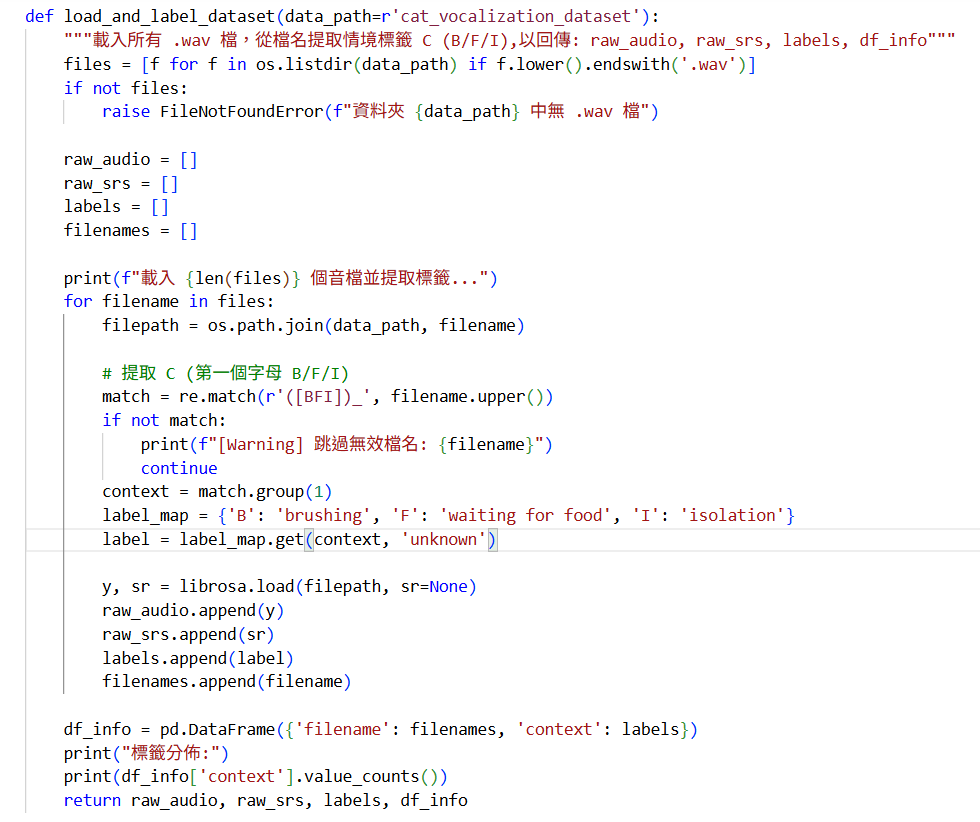 def load_and_label_dataset(data_path=r'cat_vocalization_dataset'):
    """載入所有 .wav 檔，從檔名提取情境標籤 C (B/F/I),以回傳: raw_audio, raw_srs, labels, df_info"""
    files = [f for f in os.listdir(data_path) if f.lower().endswith('.wav')]
    if not files:
        raise FileNotFoundError(f"資料夾 {data_path} 中無 .wav 檔")

    raw_audio = []
    raw_srs = []
    labels = []
    filenames = []

    print(f"載入 {len(files)} 個音檔並提取標籤...")
    for filename in files:
        filepath = os.path.join(data_path, filename)

        # 提取 C (第一個字母 B/F/I)
        match = re.match(r'([BFI])_', filename.upper())
        if not match:
            print(f"[Warning] 跳過無效檔名: {filename}")
            continue
        context = match.group(1)
        label_map = {'B': 'brushing', 'F': 'waiting for food', 'I': 'isolation'}
        label = label_map.get(context, 'unknown')

        y, sr = librosa.load(filepath, sr=None)
        raw_audio.append(y)
        raw_srs.append(sr)
        labels.append(label)
        filenames.append(filename)

    df_info = pd.DataFrame({'filename': filenames, 'context': labels})
    print("標籤分佈:")
    print(df_info['context'].value_counts())
    return raw_audio, raw_srs, labels, df_info